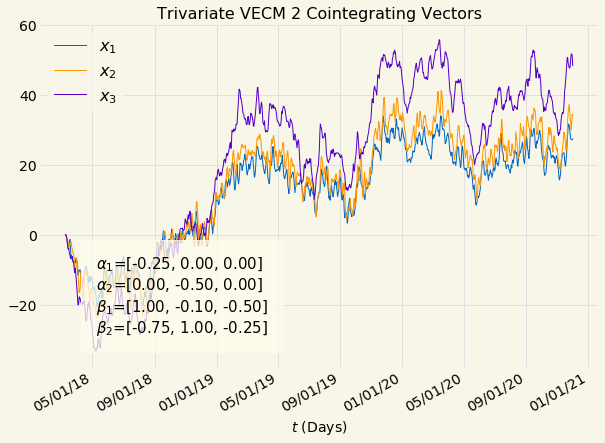 Trivariate VECM 2 Cointegrating Vectors
60
40
20
0
−20
x₁
x₂
x₃
α₁=[-0.25, 0.00, 0.00]
α₂=[0.00, -0.50, 0.00]
β₁=[1.00, -0.10, -0.50]
β₂=[-0.75, 1.00, -0.25]
05/01/18
09/01/18
01/01/19
05/01/19
09/01/19
01/01/20
05/01/20
09/01/20
01/01/21
t (Days)